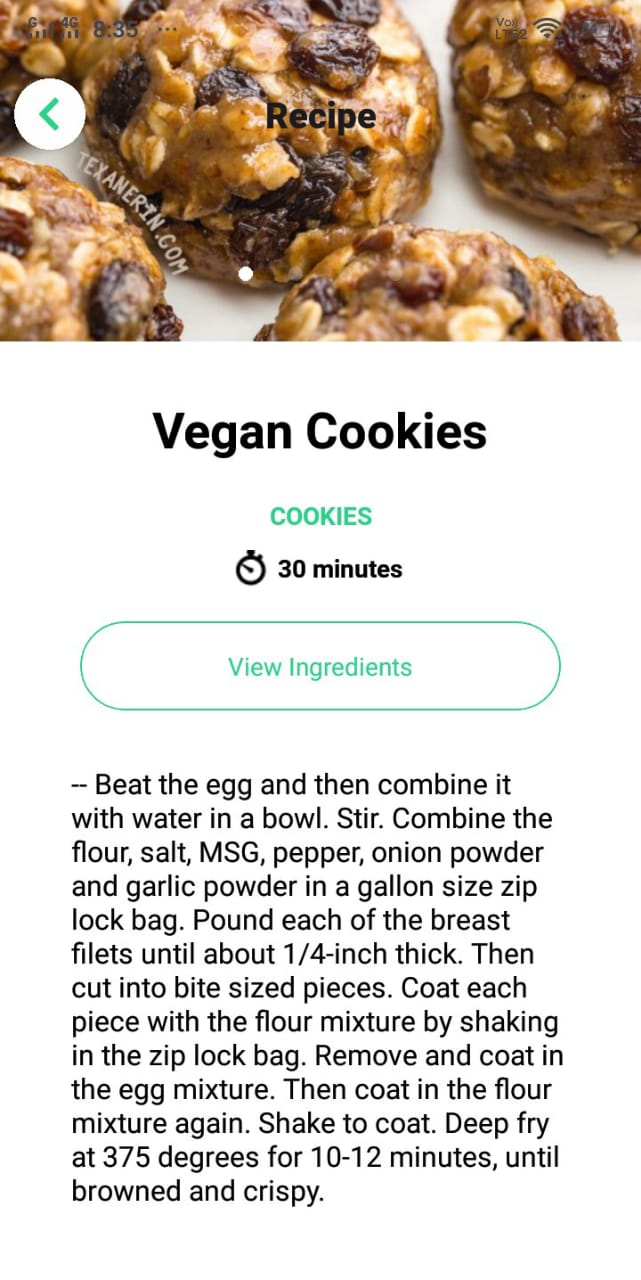 G 4G 8:35 ... Vo)) LTE2
Recipe
TEXANERIN.COM
Vegan Cookies
COOKIES
30 minutes
View Ingredients
-- Beat the egg and then combine it
with water in a bowl. Stir. Combine the
flour, salt, MSG, pepper, onion powder
and garlic powder in a gallon size zip
lock bag. Pound each of the breast
filets until about 1/4-inch thick. Then
cut into bite sized pieces. Coat each
piece with the flour mixture by shaking
in the zip lock bag. Remove and coat in
the egg mixture. Then coat in the flour
mixture again. Shake to coat. Deep fry
at 375 degrees for 10-12 minutes, until
browned and crispy.